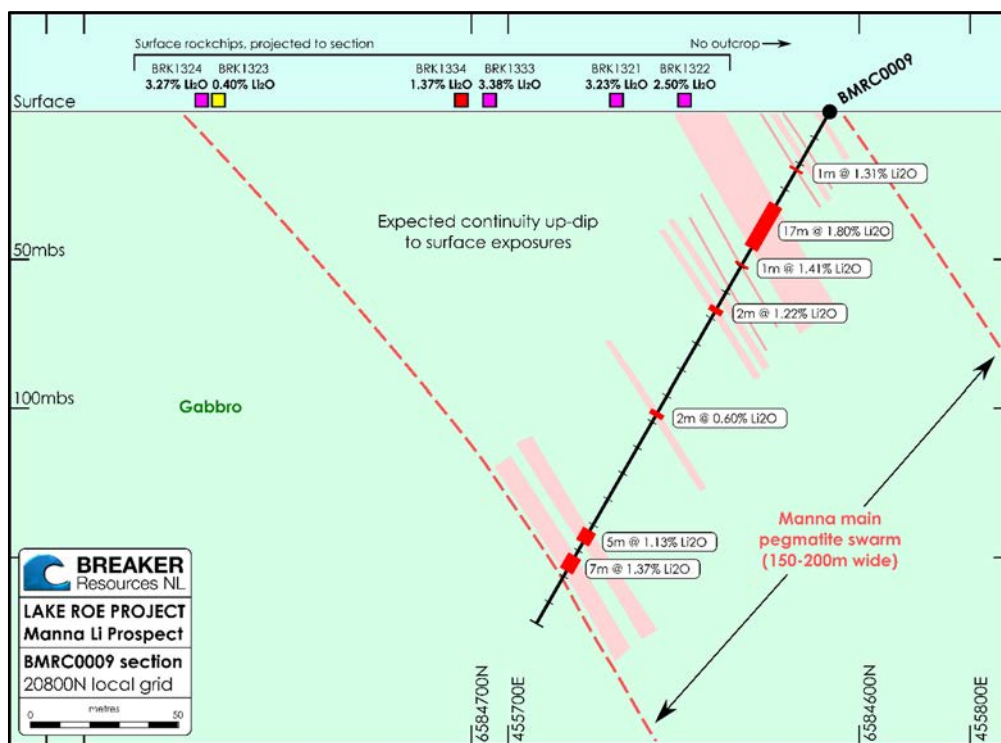 Surface rockchips, projected to section
No outcrop
BRK1324
3.27% Li₂O
BRK1323
0.40% Li₂O
BRK1334
1.37% Li₂O
BRK1333
3.38% Li₂O
BRK1321
3.23% Li₂O
BRK1322
2.50% Li₂O
BMRC0009
Surface
1m @ 1.31% Li2O
Expected continuity up-dip
to surface exposures
17m @ 1.80% Li2O
50mbs
1m @ 1.41% Li2O
2m @ 1.22% Li2O
100mbs
Gabbro
2m @ 0.60% Li2O
Manna main
pegmatite swarm
(150-200m wide)
5m @ 1.13% Li2O
7m @ 1.37% Li2O
BREAKER
Resources NL
LAKE ROE PROJECT
Manna Li Prospect
BMRC0009 section
20800N local grid
metres
0 50
6584700N
455700E
6584600N
455800E